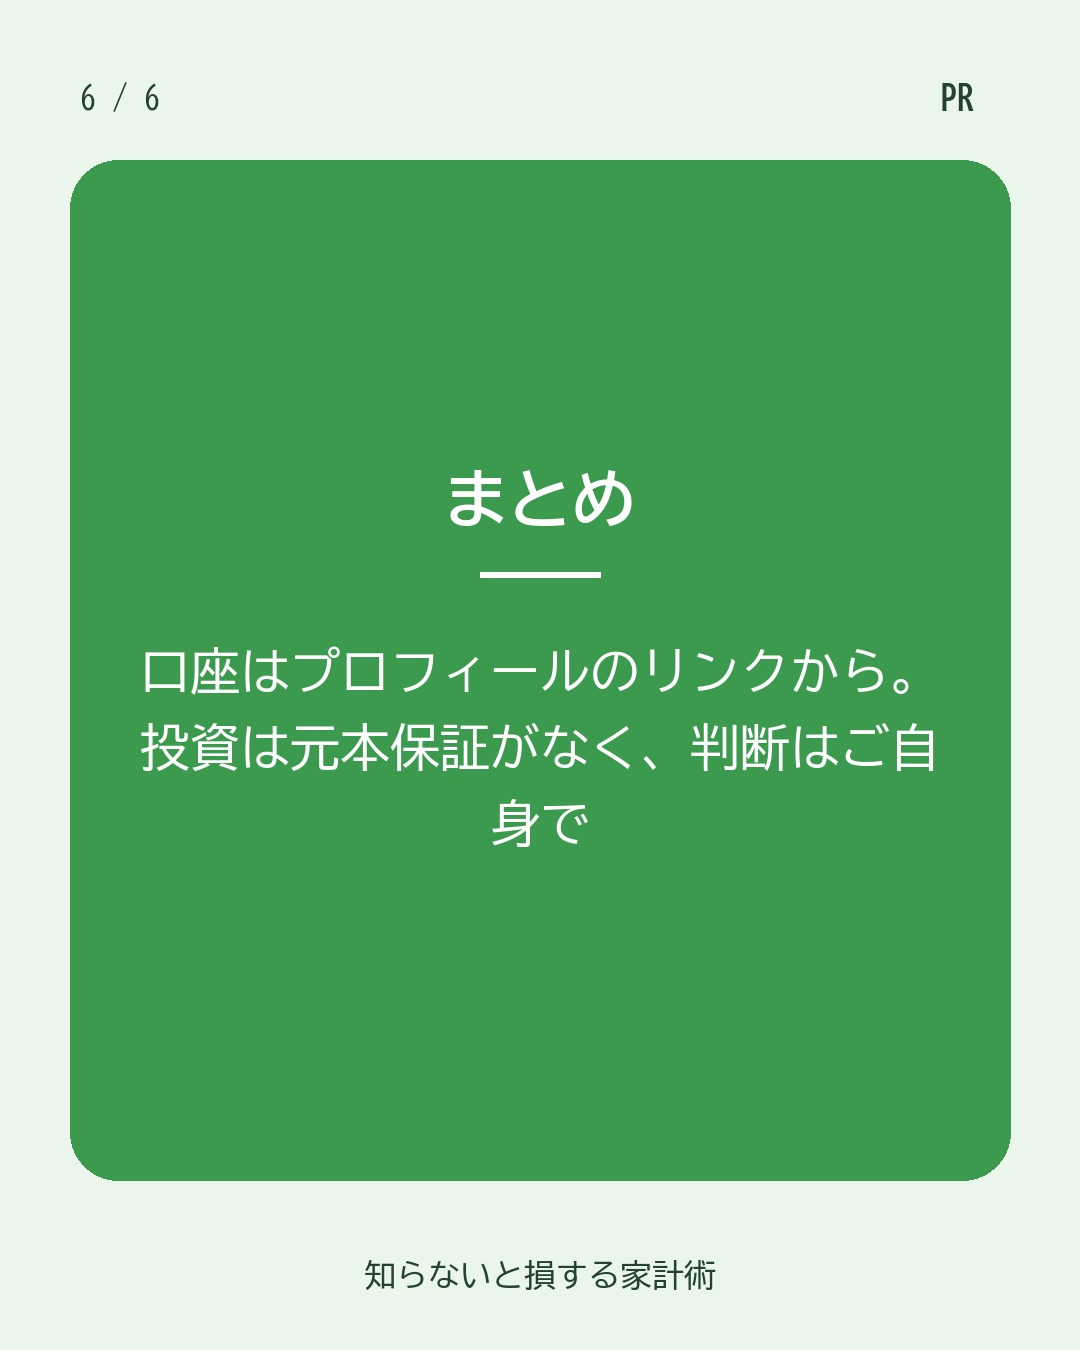 6 / 6
PR
まとめ
口座はプロフィールのリンクから。
投資は元本保証がなく、判断はご自
身で
知らないと損する家計術